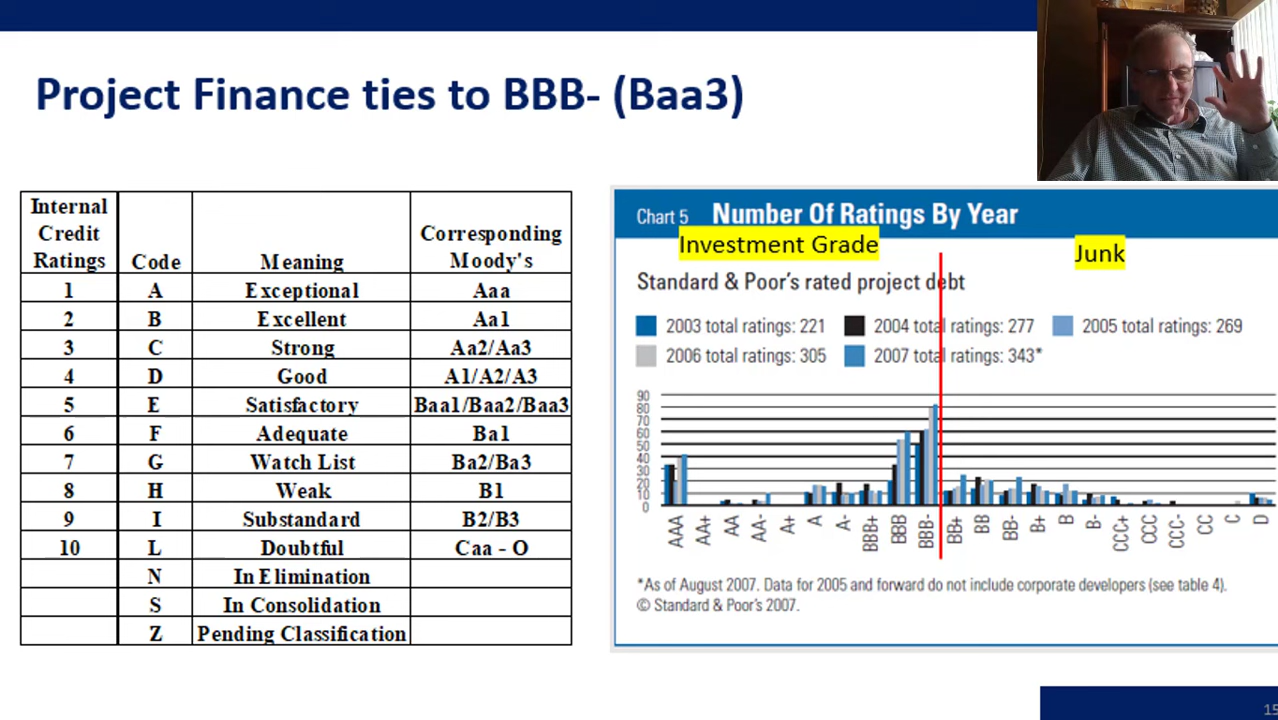 Project Finance ties to BBB- (Baa3)
Internal Credit Ratings Code Meaning Corresponding Moody's
1 A Exceptional Aaa
2 B Excellent Aa1
3 C Strong Aa2/Aa3
4 D Good A1/A2/A3
5 E Satisfactory Baa1/Baa2/Baa3
6 F Adequate Ba1
7 G Watch List Ba2/Ba3
8 H Weak B1
9 I Substandard B2/B3
10 L Doubtful Caa - O
N In Elimination
S In Consolidation
Z Pending Classification
Chart 5 Number Of Ratings By Year
Investment Grade
Junk
Standard & Poor's rated project debt
2003 total ratings: 221 2004 total ratings: 277 2005 total ratings: 269
2006 total ratings: 305 2007 total ratings: 343*
90
80
70
60
50
40
30
20
10
0
AAA AA+ AA AA- A+ A A- BBB+ BBB BBB- BB+ BB BB- B+ B B- CCC+ CCC CCC- CC C D
*As of August 2007. Data for 2005 and forward do not include corporate developers (see table 4).
© Standard & Poor's 2007.
15